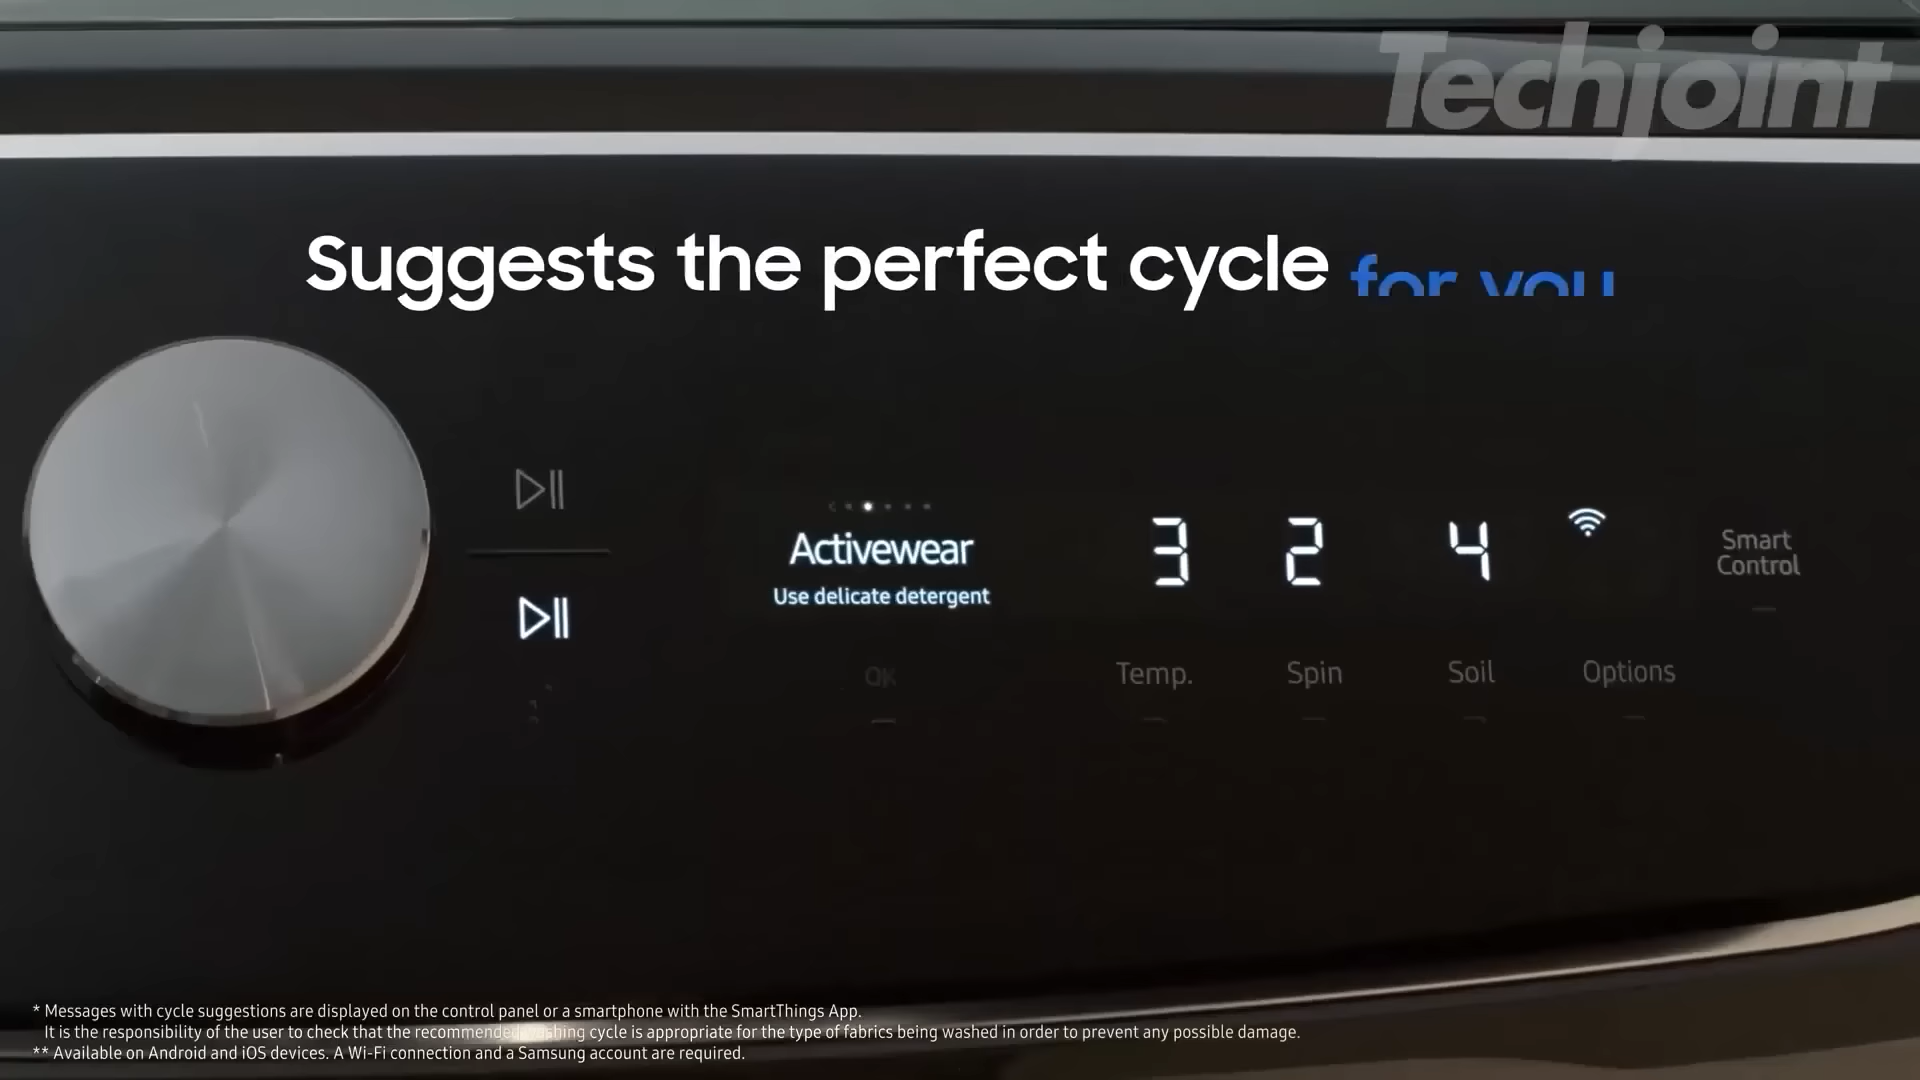 Techjoint
Suggests the perfect cycle for you
Activewear
Use delicate detergent
3 2 4
Smart
Control
OK
Temp. Spin Soil Options
* Messages with cycle suggestions are displayed on the control panel or a smartphone with the SmartThings App.
It is the responsibility of the user to check that the recommended washing cycle is appropriate for the type of fabrics being washed in order to prevent any possible damage.
** Available on Android and iOS devices. A Wi-Fi connection and a Samsung account are required.